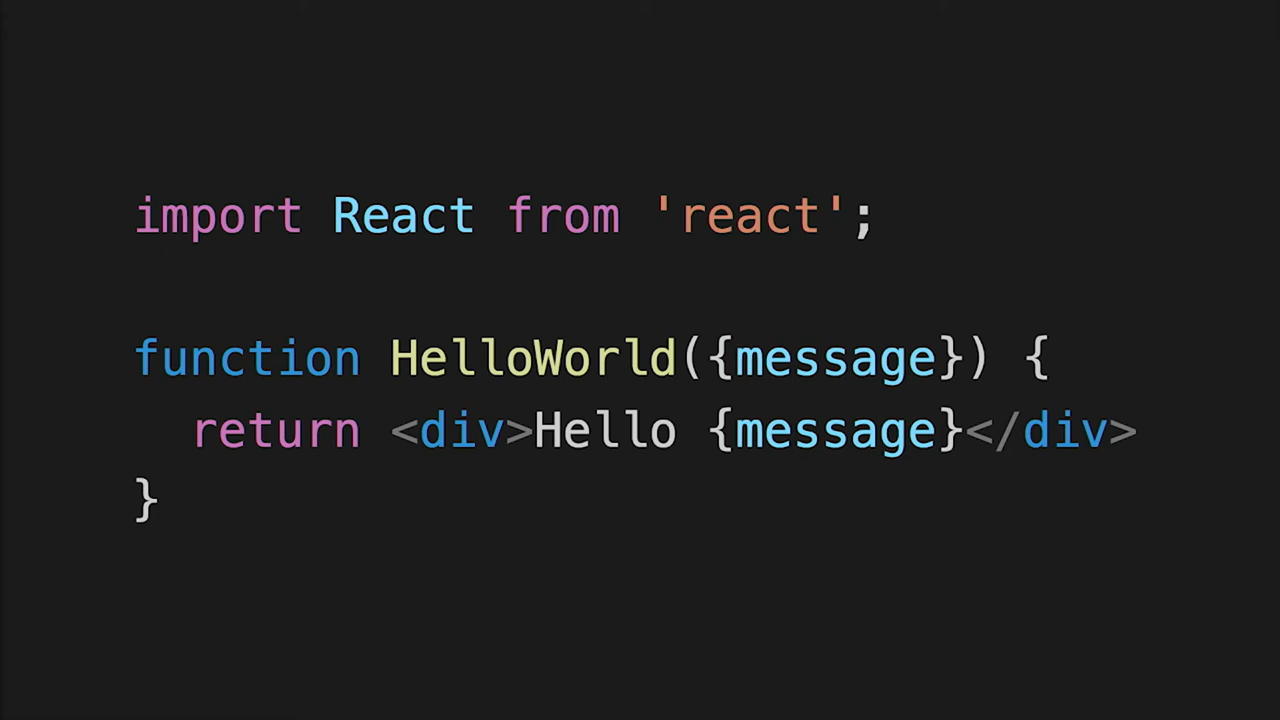 import React from 'react';
function HelloWorld({message}) {
  return <div>Hello {message}</div>
}